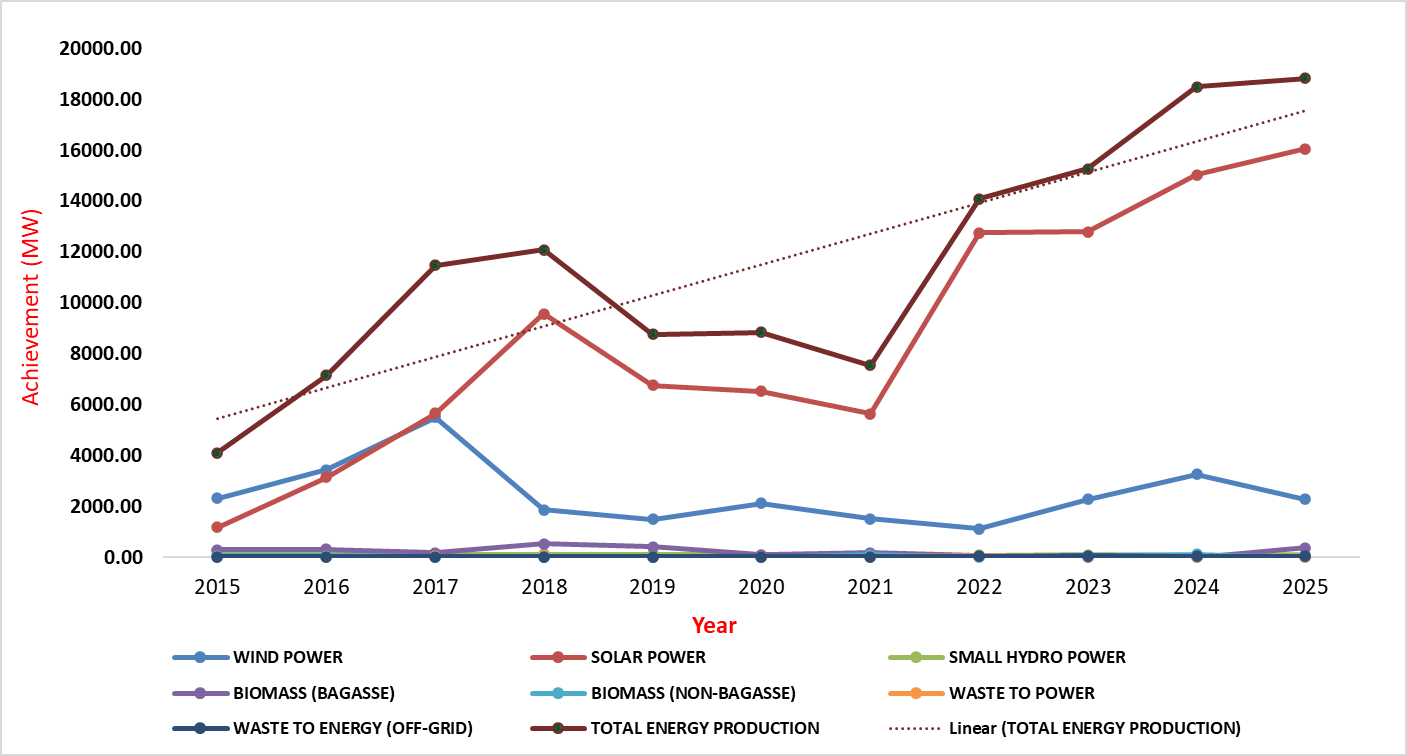 20000.00
18000.00
16000.00
14000.00
12000.00
10000.00
8000.00
6000.00
4000.00
2000.00
0.00
Achievement (MW)
2015 2016 2017 2018 2019 2020 2021 2022 2023 2024 2025
Year
WIND POWER SOLAR POWER SMALL HYDRO POWER
BIOMASS (BAGASSE) BIOMASS (NON-BAGASSE) WASTE TO POWER
WASTE TO ENERGY (OFF-GRID) TOTAL ENERGY PRODUCTION Linear (TOTAL ENERGY PRODUCTION)